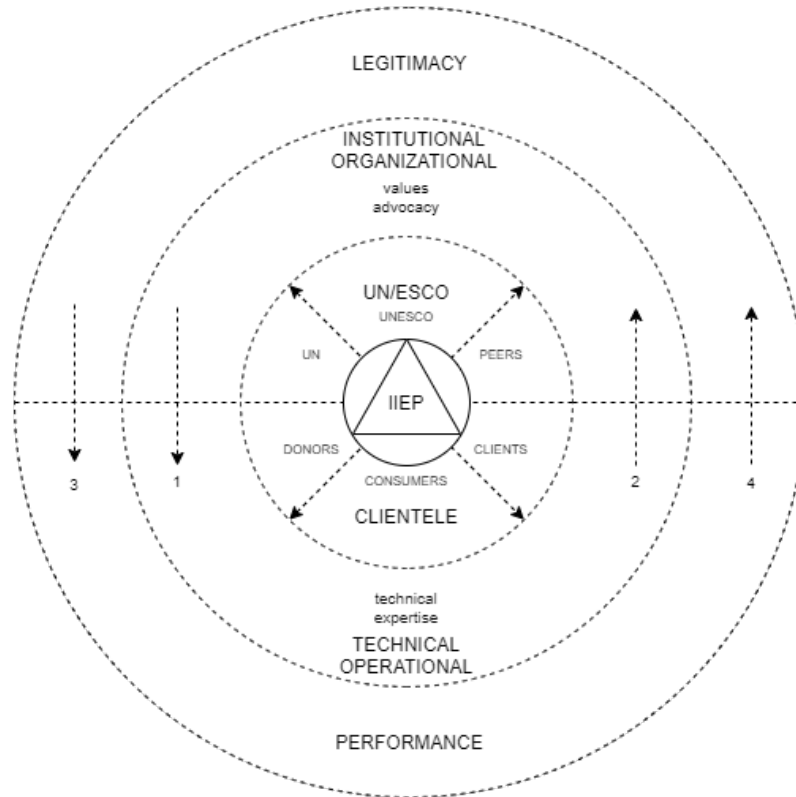 LEGITIMACY
INSTITUTIONAL
ORGANIZATIONAL
values
advocacy
UN/ESCO
UNESCO
UN
PEERS
IIEP
DONORS
CLIENTS
CONSUMERS
3
1
2
4
CLIENTELE
technical
expertise
TECHNICAL
OPERATIONAL
PERFORMANCE